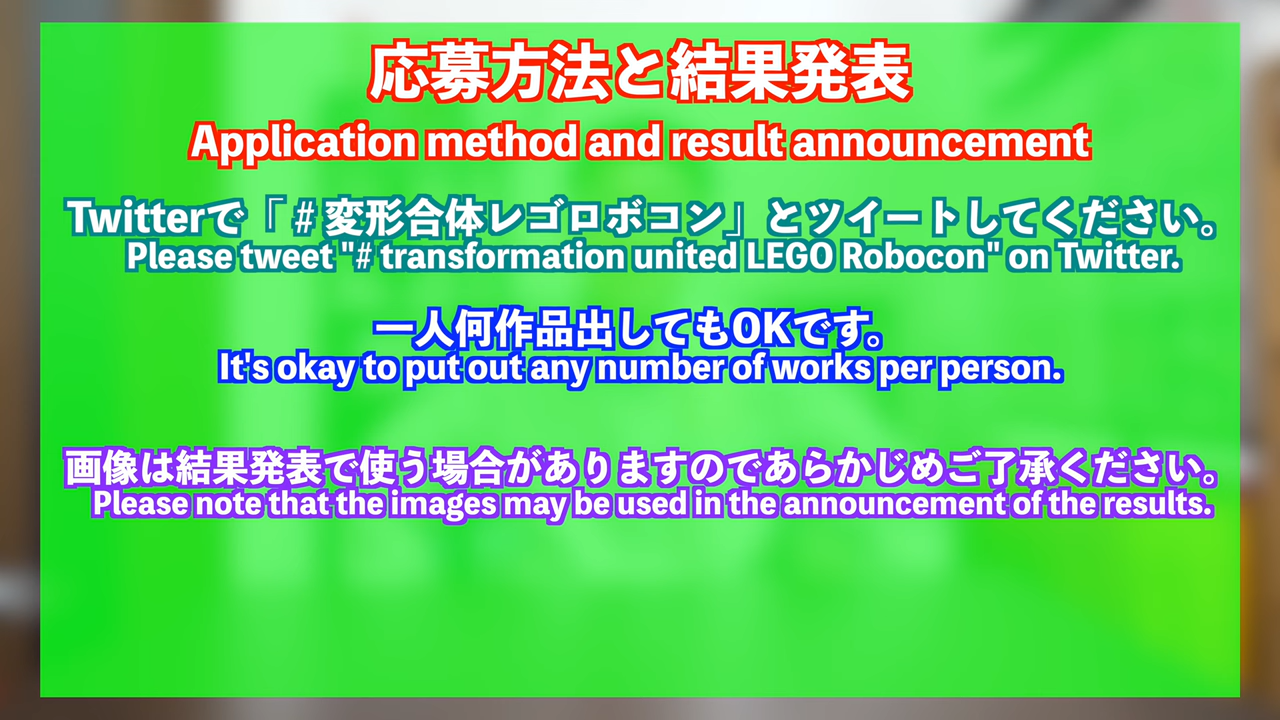 応募方法と結果発表
Application method and result announcement
Twitterで「#変形合体レゴロボコン」とツイートしてください。
Please tweet "# transformation united LEGO Robocon" on Twitter.
一人何作品出してもOKです。
It's okay to put out any number of works per person.
画像は結果発表で使う場合がありますのであらかじめご了承ください。
Please note that the images may be used in the announcement of the results.